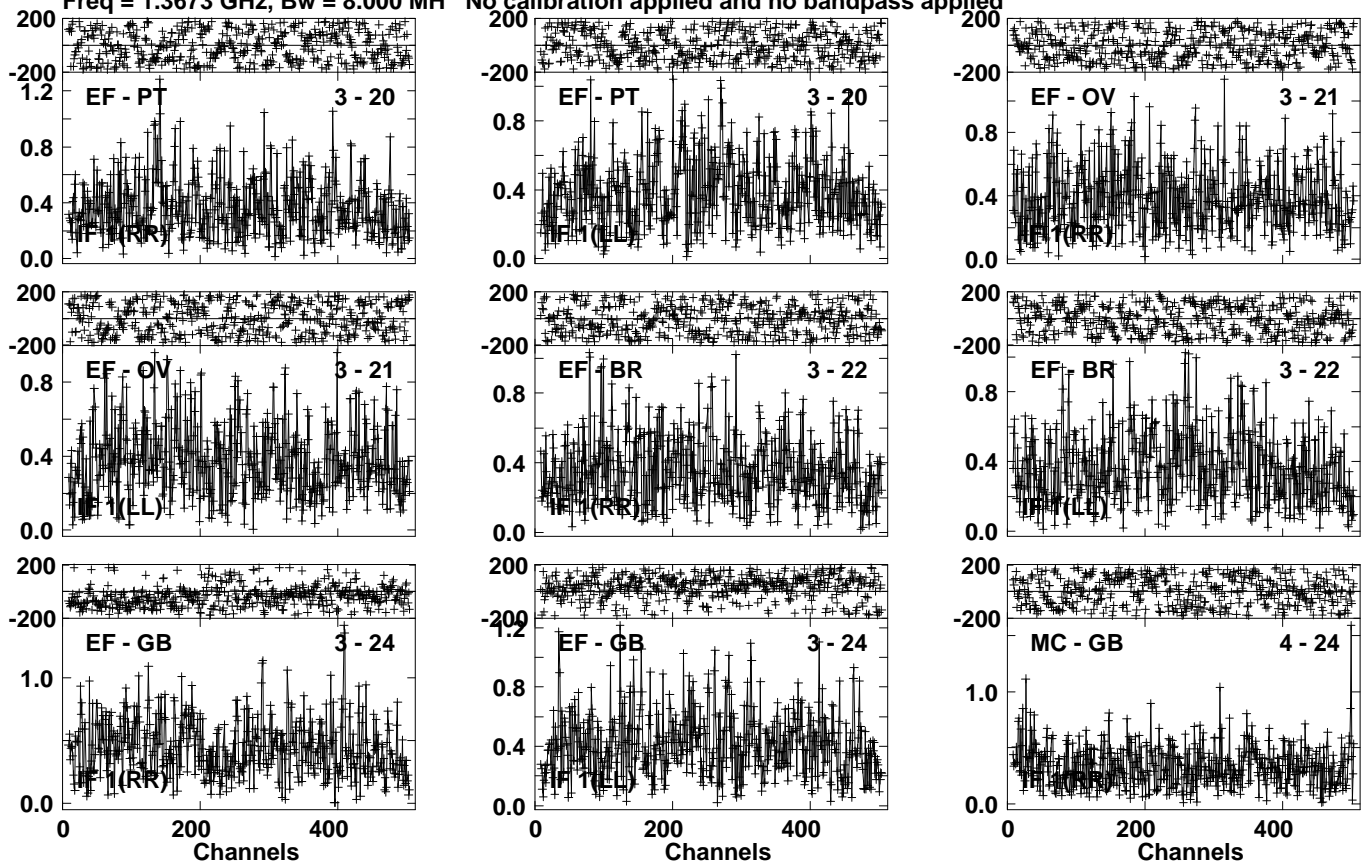 Freq = 1.3673 GHz, Bw = 8.000 MH No calibration applied and no bandpass applied
200 200 200
-200 -200 -200
EF - PT 3 - 20 EF - PT 3 - 20 EF - OV 3 - 21
1.2
0.8 0.8 0.8
0.4 0.4 0.4
IF 1(RR) IF 1(LL) IF 1(RR)
0.0 0.0 0.0
200 200 200
-200 -200 -200
EF - OV 3 - 21 EF - BR 3 - 22 EF - BR 3 - 22
0.8 0.8 0.8
0.4 0.4 0.4
IF 1(LL) IF 1(RR) IF 1(LL)
0.0 0.0 0.0
200 200 200
-200 -200 -200
1.2
EF - GB 3 - 24 EF - GB 3 - 24 MC - GB 4 - 24
1.0 0.8 1.0
0.4
IF 1(RR) IF 1(LL) IF 1(RR)
0.0 0.0 0.0
0 200 400 0 200 400 0 200 400
Channels Channels Channels